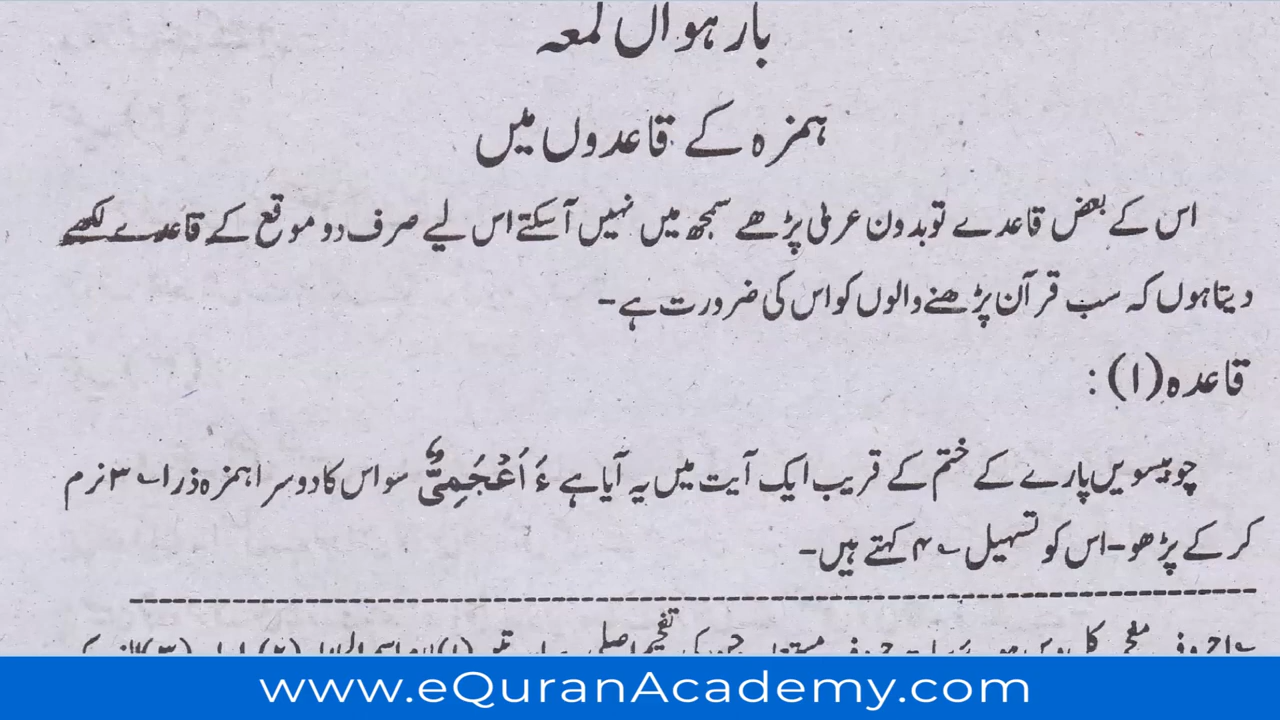 بارہواں لمعہ
ہمزہ کے قاعدوں میں
اس کے بعض قاعدے تو بدون عربی پڑھے سمجھ میں نہیں آسکتے اس لیے صرف دو موقع کے قاعدے لکھے
دیتا ہوں کہ سب قرآن پڑھنے والوں کو اس کی ضرورت ہے-
قاعدہ (۱) :
چوبیسویں پارے کے ختم کے قریب ایک آیت میں یہ آیا ہے ءَاَعْجَمِیٌّ سو اس کا دوسرا ہمزہ ذرا ؂۳ نرم
کر کے پڑھو-اس کو تسہیل ؂۴ کہتے ہیں-
www.eQuranAcademy.com